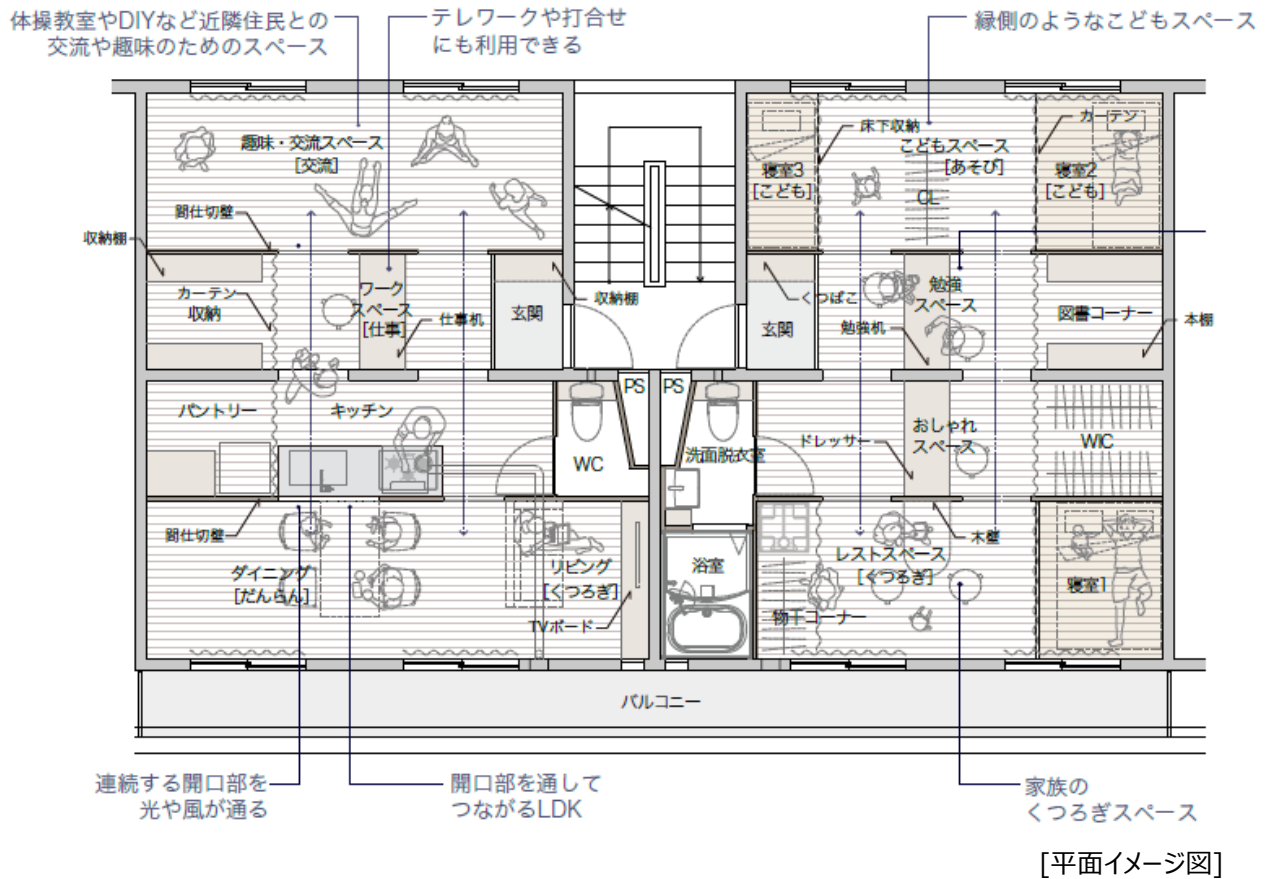 体操教室やDIYなど近隣住民との
交流や趣味のためのスペース
テレワークや打合せ
にも利用できる
縁側のようなこどもスペース
趣味・交流スペース
[交流]
間仕切壁
収納棚
カーテン
収納
ワーク
スペース
[仕事]
仕事机
玄関
収納棚
床下収納
カーテン
こどもスペース
[あそび]
寝室3
[こども]
寝室2
[こども]
CL
くつばこ
玄関
勉強
スペース
勉強机
図書コーナー
本棚
パントリー
キッチン
WC
PS
PS
洗面脱衣室
ドレッサー
おしゃれ
スペース
WIC
間仕切壁
ダイニング
[だんらん]
リビング
[くつろぎ]
TVボード
浴室
木壁
レストスペース
[くつろぎ]
物干コーナー
寝室1
バルコニー
連続する開口部を
光や風が通る
開口部を通して
つながるLDK
家族の
くつろぎスペース
[平面イメージ図]